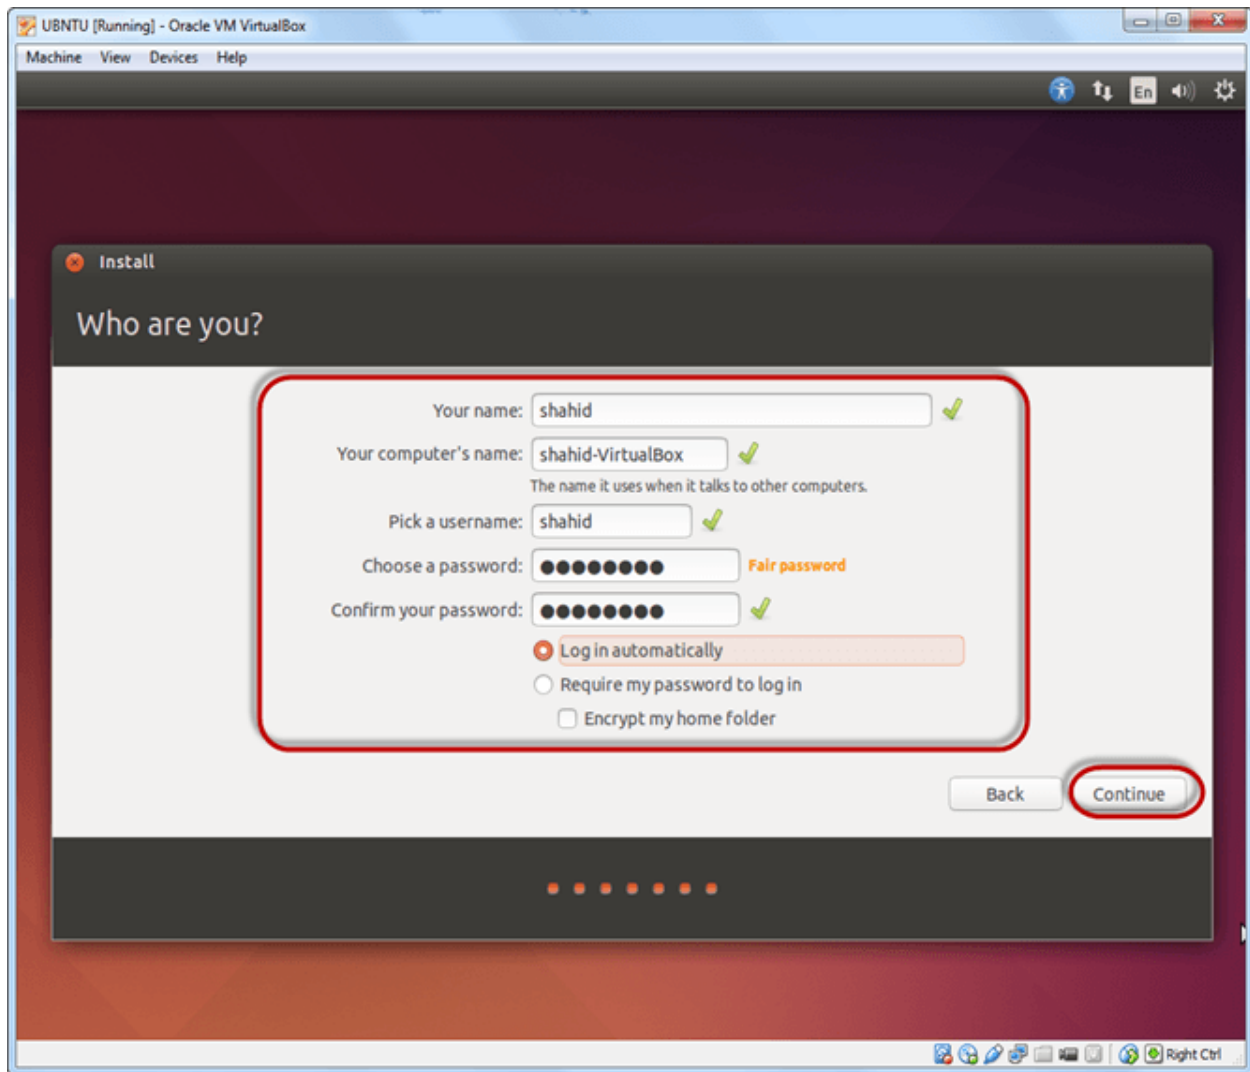 UBNTU [Running] - Oracle VM VirtualBox
Machine View Devices Help
En
Install
Who are you?
Your name: shahid
Your computer's name: shahid-VirtualBox
The name it uses when it talks to other computers.
Pick a username: shahid
Choose a password: ●●●●●●●● Fair password
Confirm your password: ●●●●●●●●
Log in automatically
Require my password to log in
Encrypt my home folder
Back Continue
Right Ctrl